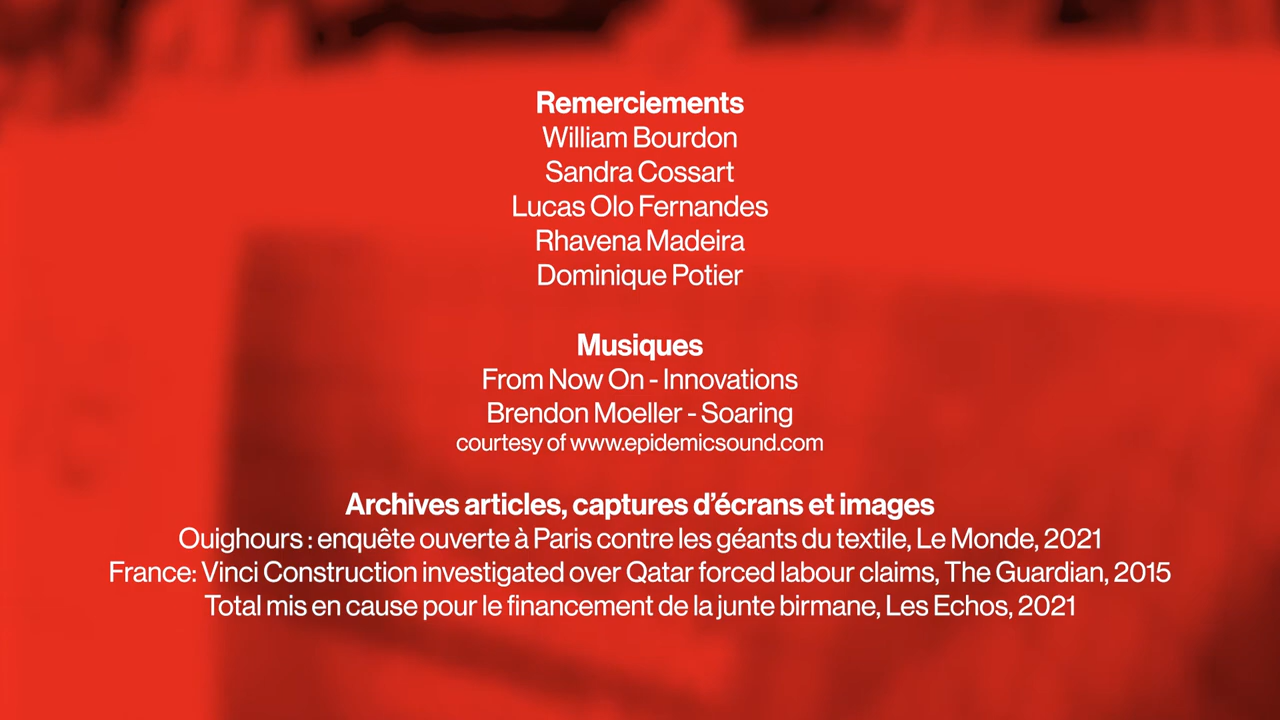 Remerciements
William Bourdon
Sandra Cossart
Lucas Olo Fernandes
Rhavena Madeira
Dominique Potier
Musiques
From Now On - Innovations
Brendon Moeller - Soaring
courtesy of www.epidemicsound.com
Archives articles, captures d’écrans et images
Ouighours : enquête ouverte à Paris contre les géants du textile, Le Monde, 2021
France: Vinci Construction investigated over Qatar forced labour claims, The Guardian, 2015
Total mis en cause pour le financement de la junte birmane, Les Echos, 2021